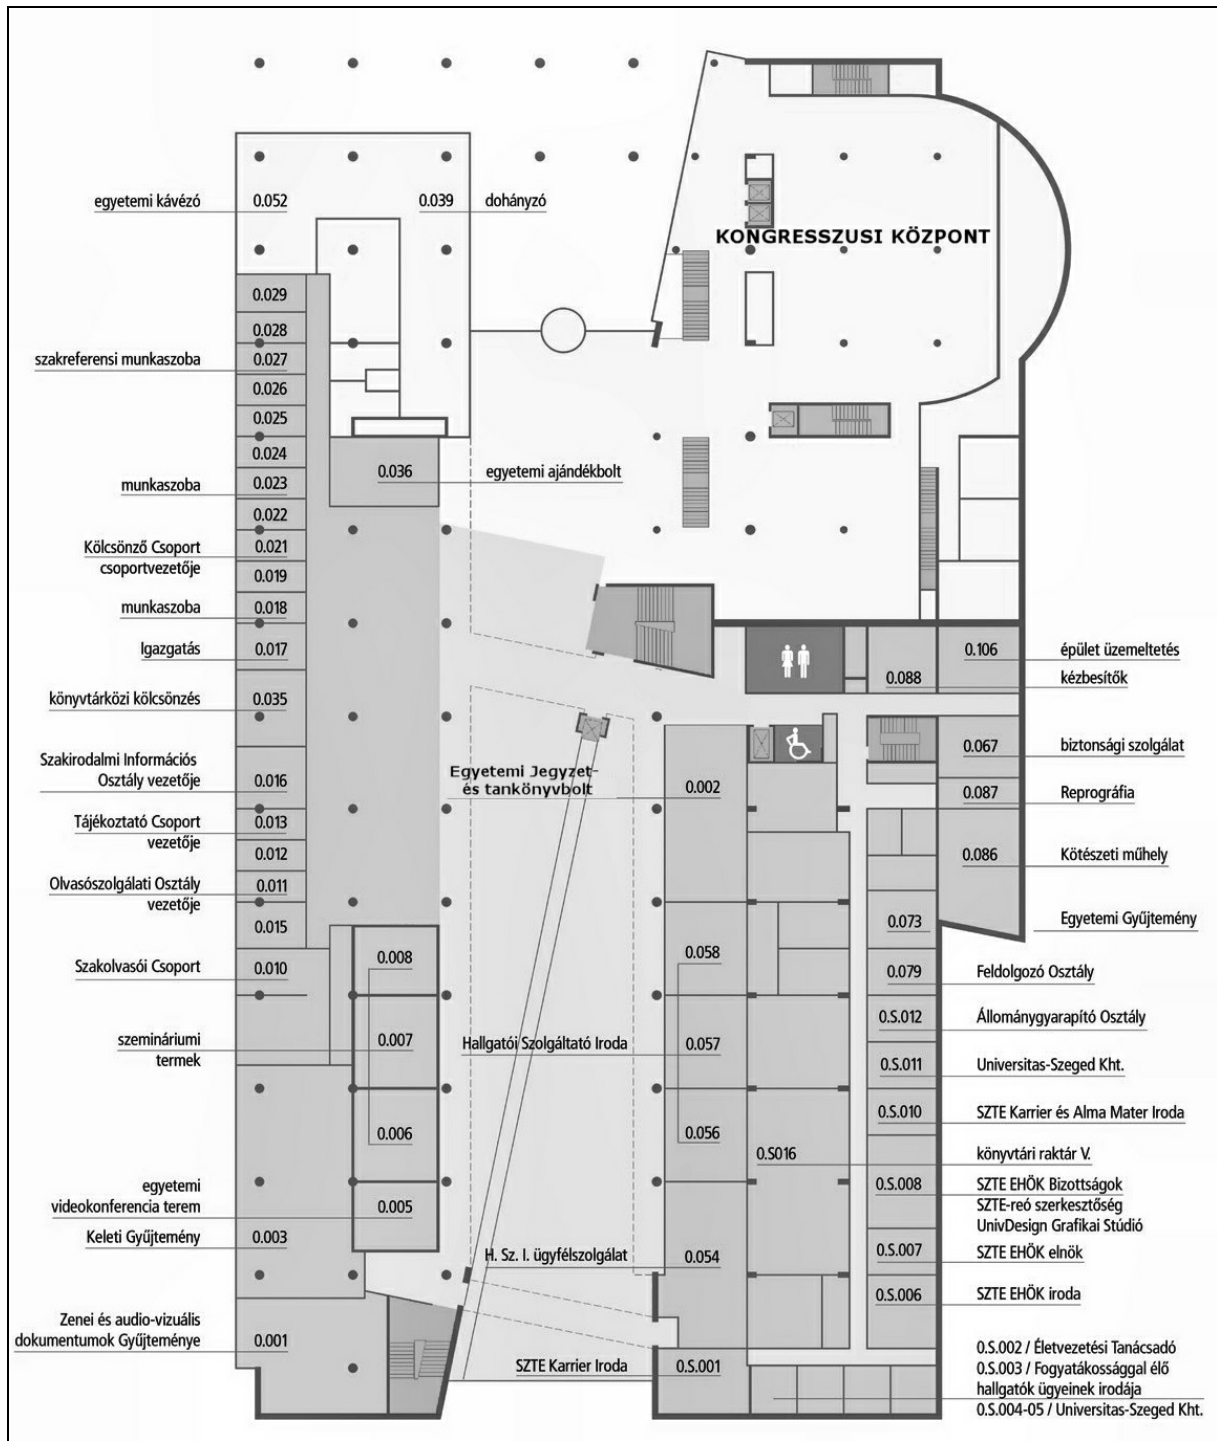 egyetemi kávézó 0.052
0.039 dohányzó
KONGRESSZUSI KÖZPONT
0.029
0.028
szakreferensi munkaszoba 0.027
0.026
0.025
0.024
0.036 egyetemi ajándékbolt
munkaszoba 0.023
0.022
Kölcsönző Csoport
csoportvezetője
0.021
0.019
munkaszoba 0.018
Igazgatás 0.017
könyvtárközi kölcsönzés 0.035
Szakirodalmi Információs
Osztály vezetője
0.016
Tájékoztató Csoport
vezetője
0.013
0.012
Olvasószolgálati Osztály
vezetője
0.011
0.015
Szakolvasói Csoport 0.010
0.008
szemináriumi
termek
0.007
0.006
egyetemi
videokonferencia terem
0.005
Keleti Gyűjtemény 0.003
Zenei és audio-vizuális
dokumentumok Gyűjteménye
0.001
Egyetemi Jegyzet-
és tankönyvbolt
0.002
0.058
Hallgatói Szolgáltató Iroda 0.057
0.056
H. Sz. I. ügyfélszolgálat 0.054
SZTE Karrier Iroda 0.S.001
0.106 épület üzemeltetés
0.088 kézbesítők
0.067 biztonsági szolgálat
0.087 Reprográfia
0.086 Kötészeti műhely
0.073 Egyetemi Gyűjtemény
0.079 Feldolgozó Osztály
0.S.012 Állománygyarapító Osztály
0.S.011 Universitas-Szeged Kht.
0.S.010 SZTE Karrier és Alma Mater Iroda
0.S016 könyvtári raktár V.
0.S.008 SZTE EHÖK Bizottságok
SZTE-reó szerkesztőség
UnivDesign Grafikai Stúdió
0.S.007 SZTE EHÖK elnök
0.S.006 SZTE EHÖK iroda
0.S.002 / Életvezetési Tanácsadó
0.S.003 / Fogyatékossággal élő
hallgatók ügyeinek irodája
0.S.004-05 / Universitas-Szeged Kht.